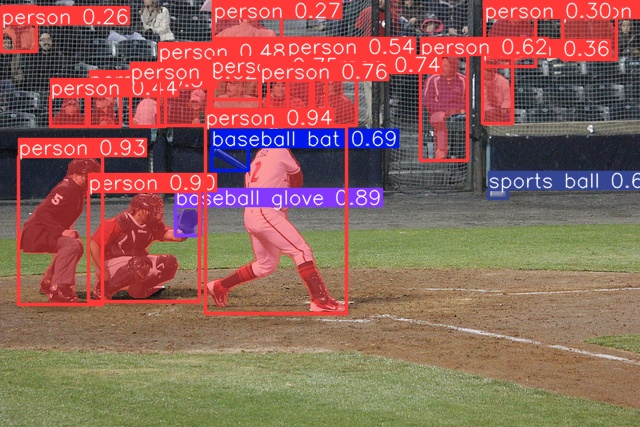 person 0.26
person 0.27
person 0.30
person 0.48
person 0.54
person 0.62
0.36
person
0.74
person 0.76
person 0.44
person 0.94
baseball bat 0.69
person 0.93
person 0.90
baseball glove 0.89
sports ball 0.6
5
2